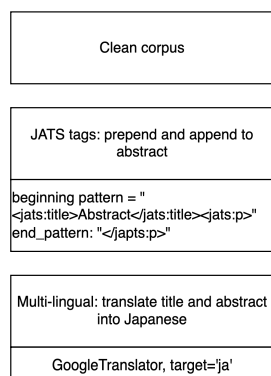 Clean corpus
JATS tags: prepend and append to
abstract
beginning pattern = "
<jats:title>Abstract</jats:title><jats:p>"
end_pattern: "</japts:p>"
Multi-lingual: translate title and abstract
into Japanese
GoogleTranslator, target='ja'